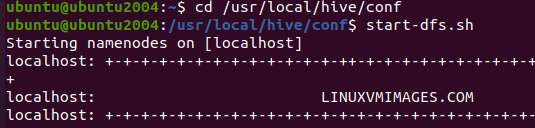 ubuntu@ubuntu2004:~$ cd /usr/local/hive/conf
ubuntu@ubuntu2004:/usr/local/hive/conf$ start-dfs.sh
Starting namenodes on [localhost]
localhost: +-+-+-+-+-+-+-+-+-+-+-+-+-+-++-+-+-+-+-+-+-+-+-+-+-+
+
localhost:                          LINUXVMIMAGES.COM
localhost: +-+-+-+-+-+-+-+-+-+-+-+-+-+-+-+-+-+-+-+-+-+-+-+-+-+-